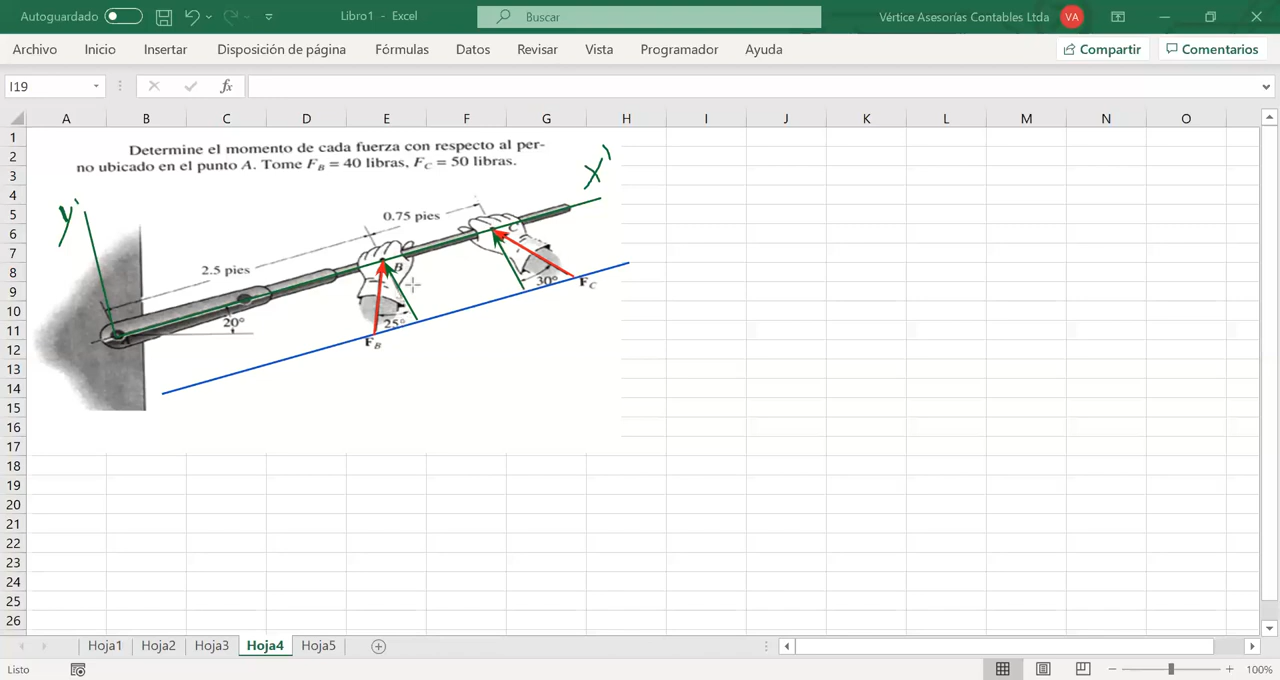 Autoguardado
Libro1 - Excel
Buscar
Vértice Asesorías Contables Ltda
VA
Archivo Inicio Insertar Disposición de página Fórmulas Datos Revisar Vista Programador Ayuda
Compartir
Comentarios
I19
fx
A B C D E F G H I J K L M N O
1
2
3
4
5
6
7
8
9
10
11
12
13
14
15
16
17
18
19
20
21
22
23
24
25
26
Determine el momento de cada fuerza con respecto al per-
no ubicado en el punto A. Tome FB = 40 libras, FC = 50 libras.
x'
y'
0.75 pies
C
2.5 pies
B
30°
FC
20°
25°
FB
Hoja1 Hoja2 Hoja3 Hoja4 Hoja5
Listo
100%